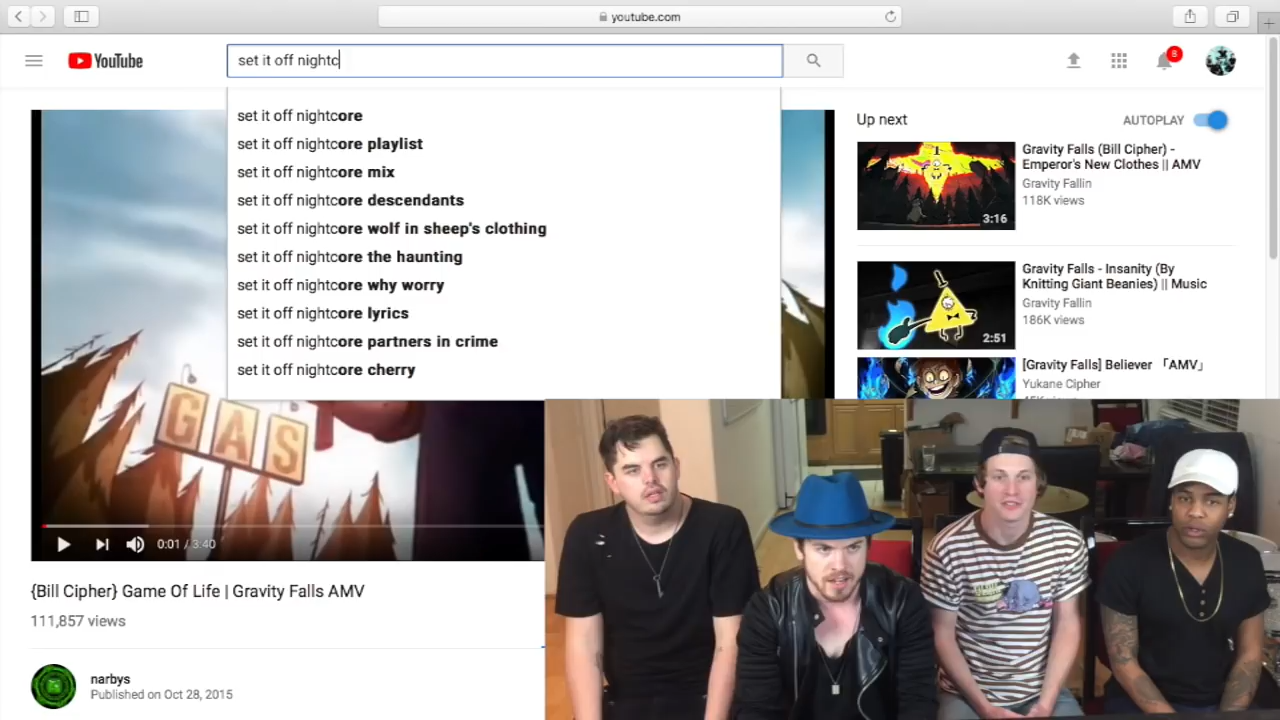 youtube.com
YouTube
set it off nightc
8
set it off nightcore
set it off nightcore playlist
set it off nightcore mix
set it off nightcore descendants
set it off nightcore wolf in sheep's clothing
set it off nightcore the haunting
set it off nightcore why worry
set it off nightcore lyrics
set it off nightcore partners in crime
set it off nightcore cherry
GAS
0:01 / 3:40
{Bill Cipher} Game Of Life | Gravity Falls AMV
111,857 views
narbys
Published on Oct 28, 2015
Up next
AUTOPLAY
3:16
Gravity Falls (Bill Cipher) -
Emperor's New Clothes || AMV
Gravity Fallin
118K views
2:51
Gravity Falls - Insanity (By
Knitting Giant Beanies) || Music
Gravity Fallin
186K views
[Gravity Falls] Believer 「AMV」
Yukane Cipher